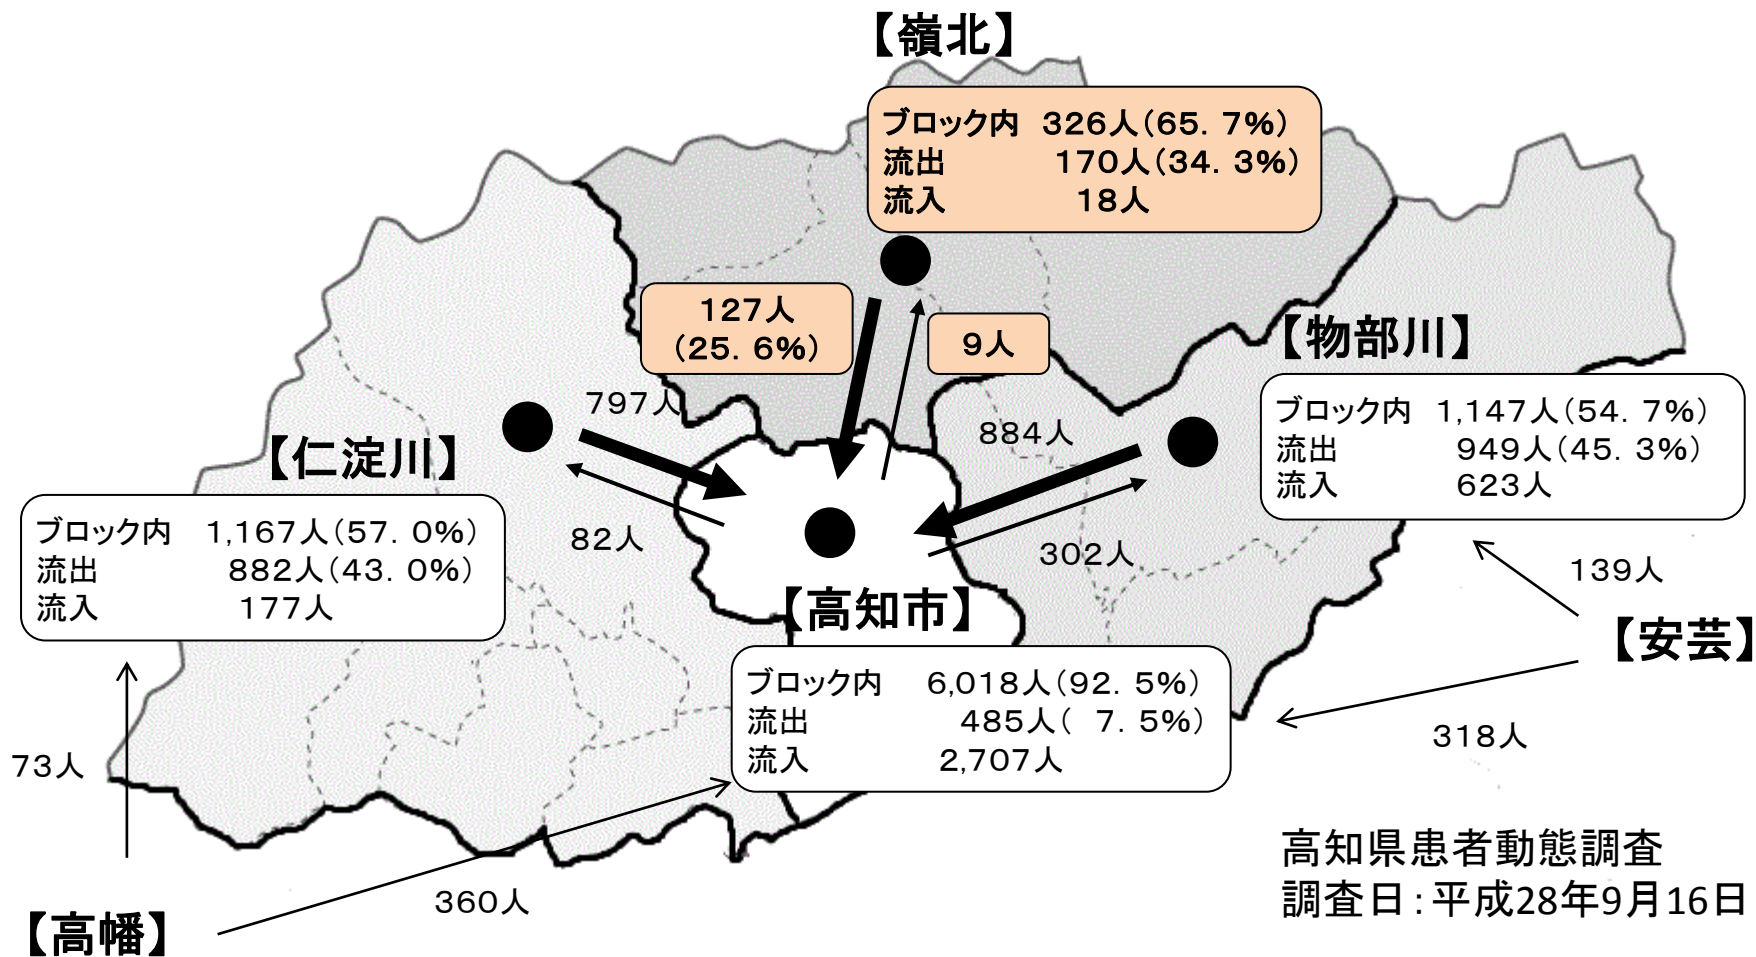 【嶺北】
ブロック内 326人(65.7%)
流出 170人(34.3%)
流入 18人
127人
(25.6%)
9人
【物部川】
ブロック内 1,147人(54.7%)
流出 949人(45.3%)
流入 623人
797人
884人
【仁淀川】
ブロック内 1,167人(57.0%)
流出 882人(43.0%)
流入 177人
82人
302人
139人
【安芸】
【高知市】
ブロック内 6,018人(92.5%)
流出 485人( 7.5%)
流入 2,707人
318人
73人
360人
【高幡】
高知県患者動態調査
調査日:平成28年9月16日